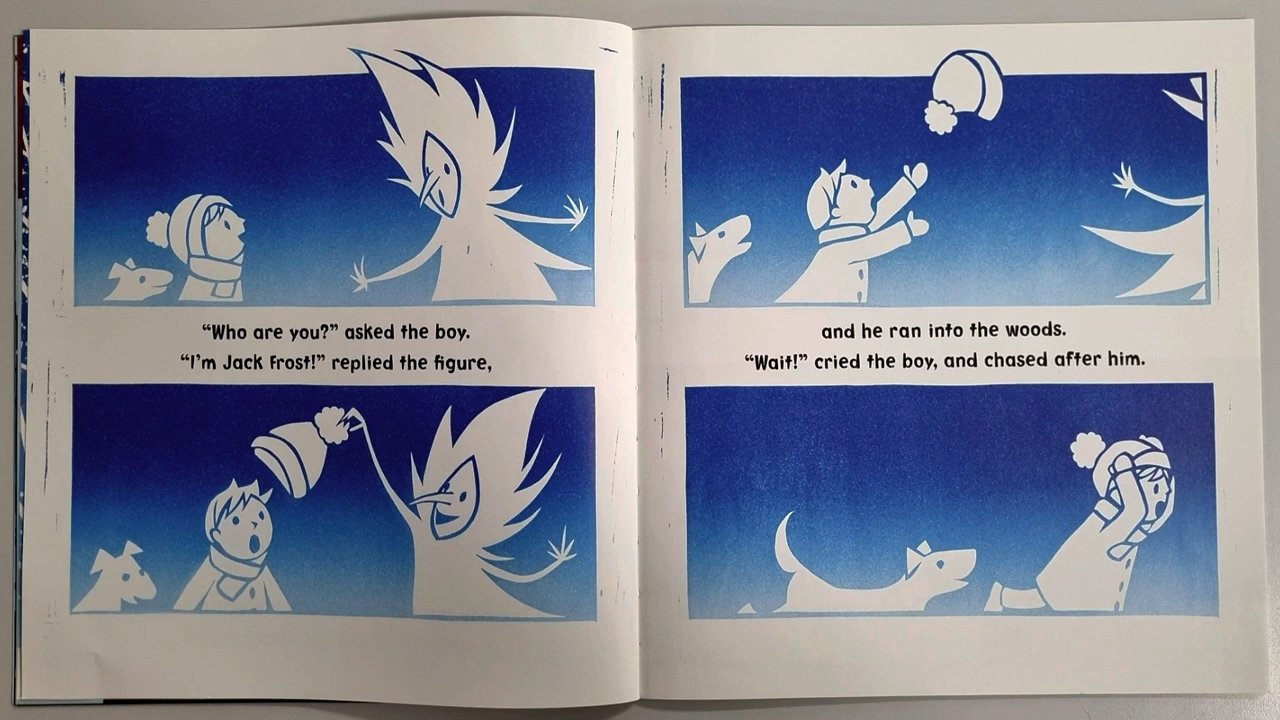 “Who are you?” asked the boy.
“I’m Jack Frost!” replied the figure,
and he ran into the woods.
“Wait!” cried the boy, and chased after him.